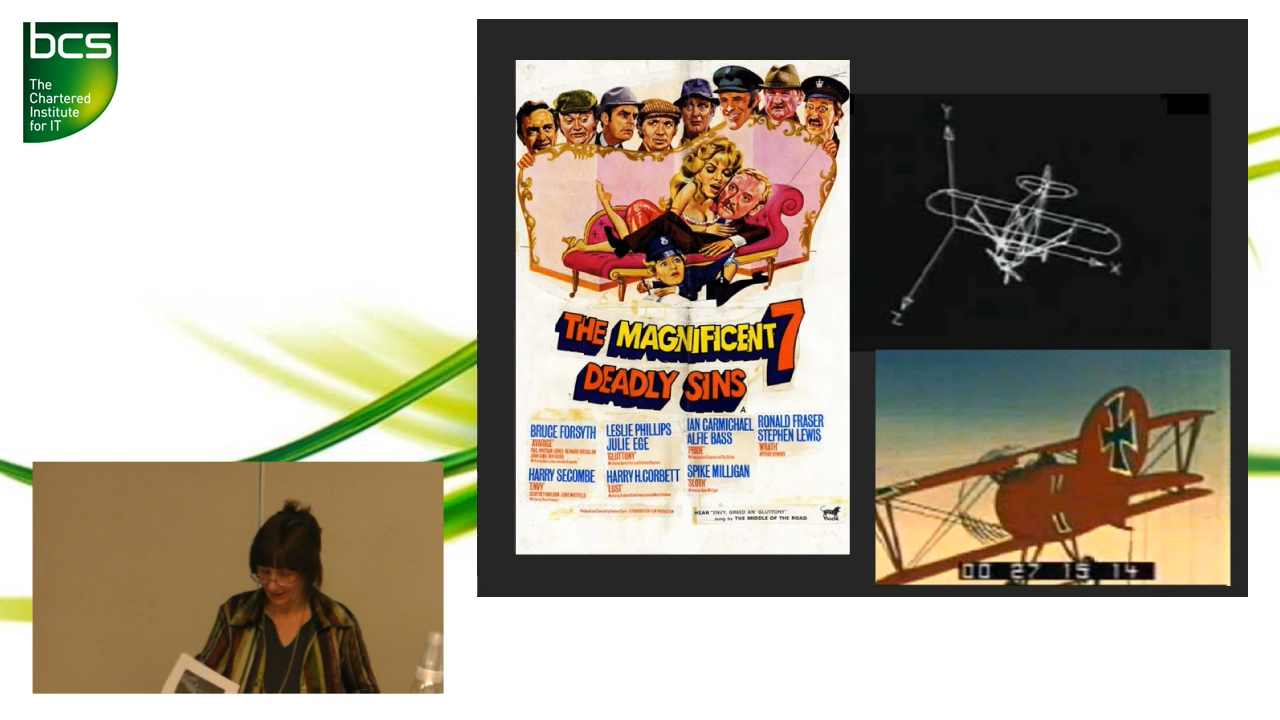 bcs
The
Chartered
Institute
for IT
THE MAGNIFICENT 7
DEADLY SINS
A
BRUCE FORSYTH
'AVARICE'
LESLIE PHILLIPS
JULIE EGE
'GLUTTONY'
IAN CARMICHAEL
ALFIE BASS
'PRIDE'
RONALD FRASER
STEPHEN LEWIS
'WRATH'
HARRY SECOMBE
'ENVY'
HARRY H. CORBETT
'LUST'
SPIKE MILLIGAN
'SLOTH'
HEAR "ENVY, GREED AN' GLUTTONY"
sung by THE MIDDLE OF THE ROAD
Y
X
Z
00 27 15 14